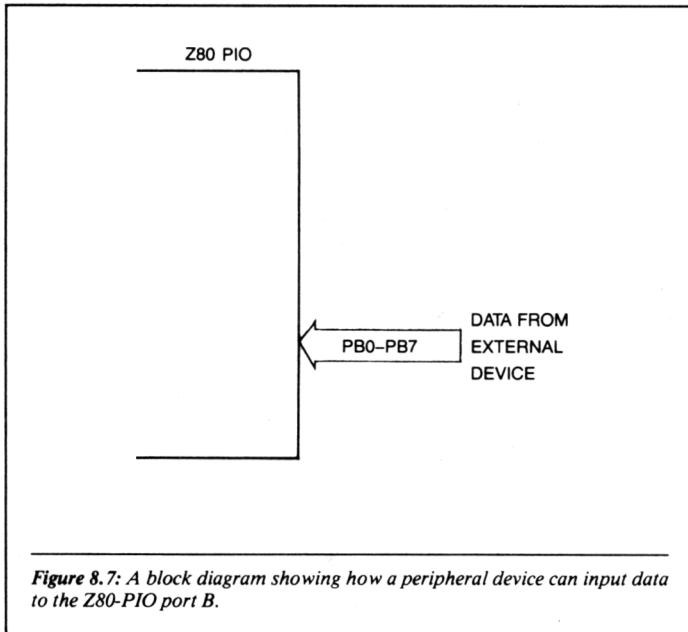 Z80 PIO
PB0–PB7
DATA FROM
EXTERNAL
DEVICE
Figure 8.7: A block diagram showing how a peripheral device can input data
to the Z80-PIO port B.